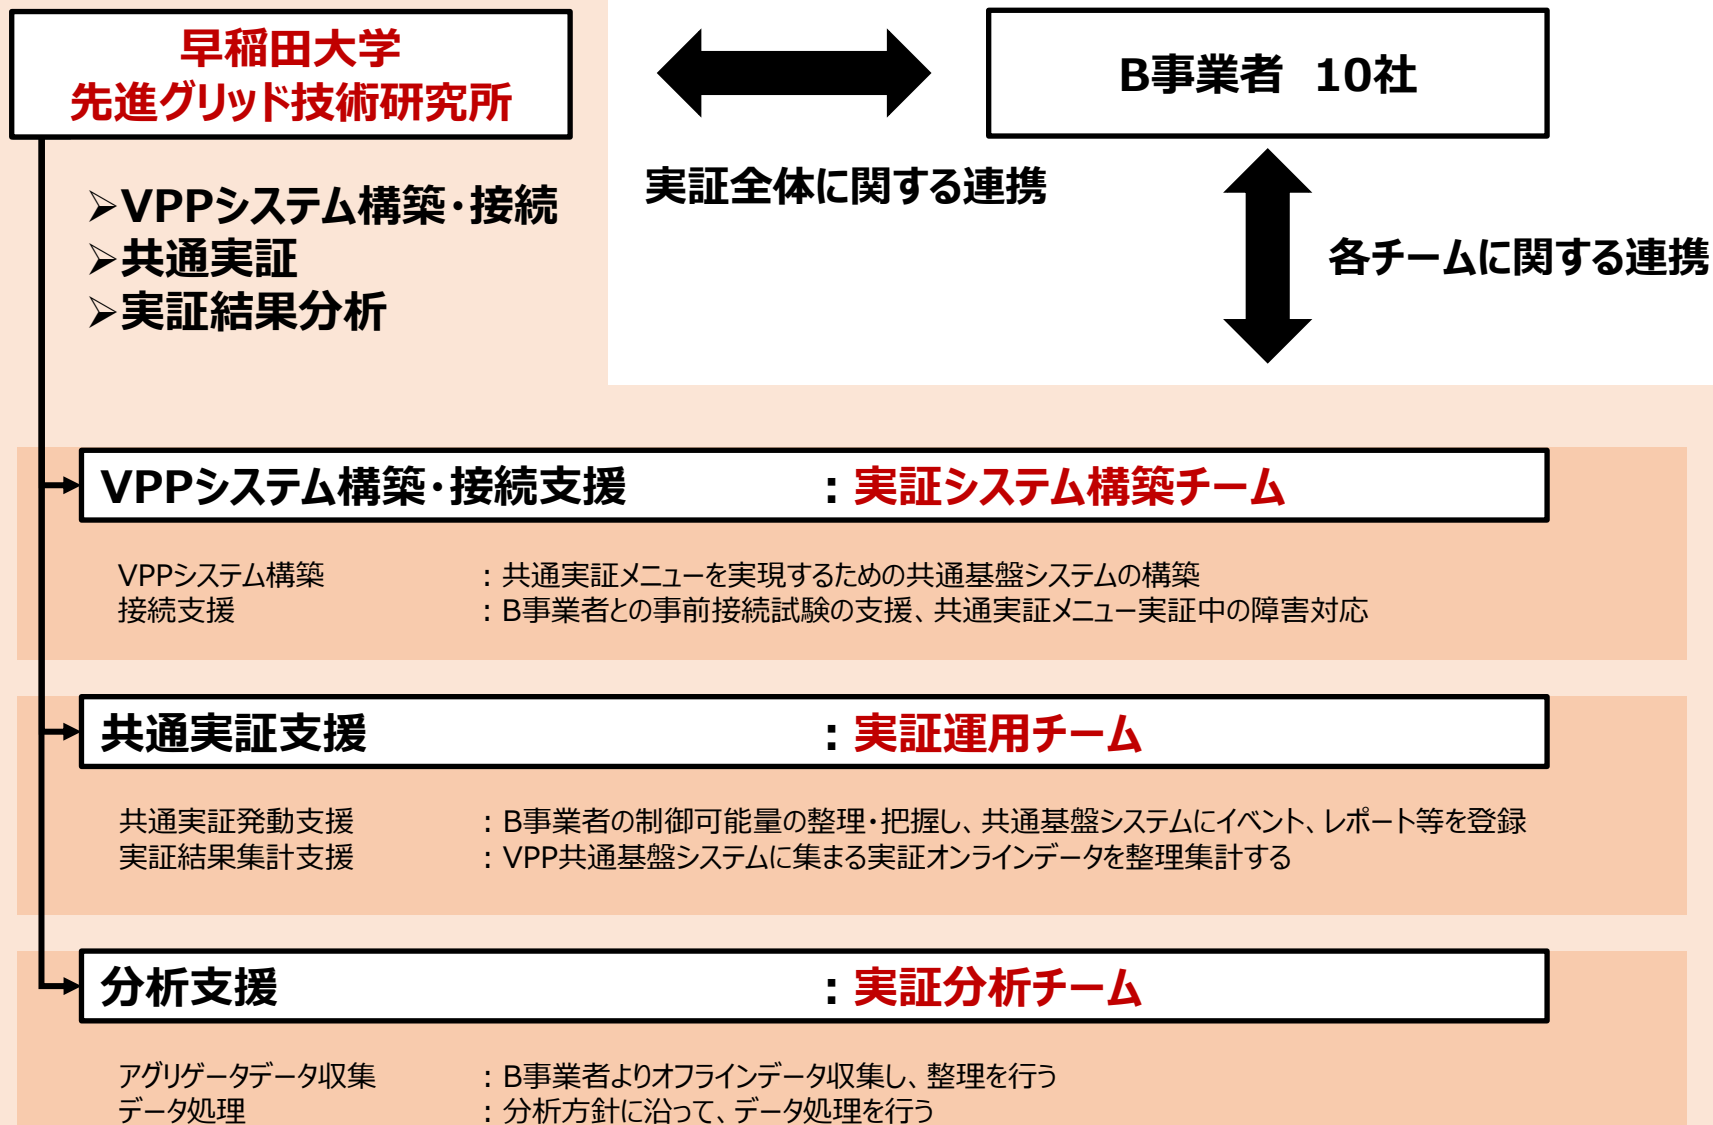 早稲田大学
先進グリッド技術研究所
B事業者 10社
➢VPPシステム構築・接続
➢共通実証
➢実証結果分析
実証全体に関する連携
各チームに関する連携
VPPシステム構築・接続支援 :実証システム構築チーム
VPPシステム構築 :共通実証メニューを実現するための共通基盤システムの構築
接続支援 :B事業者との事前接続試験の支援、共通実証メニュー実証中の障害対応
共通実証支援 :実証運用チーム
共通実証発動支援 :B事業者の制御可能量の整理・把握し、共通基盤システムにイベント、レポート等を登録
実証結果集計支援 :VPP共通基盤システムに集まる実証オンラインデータを整理集計する
分析支援 :実証分析チーム
アグリゲータデータ収集 :B事業者よりオフラインデータ収集し、整理を行う
データ処理 :分析方針に沿って、データ処理を行う